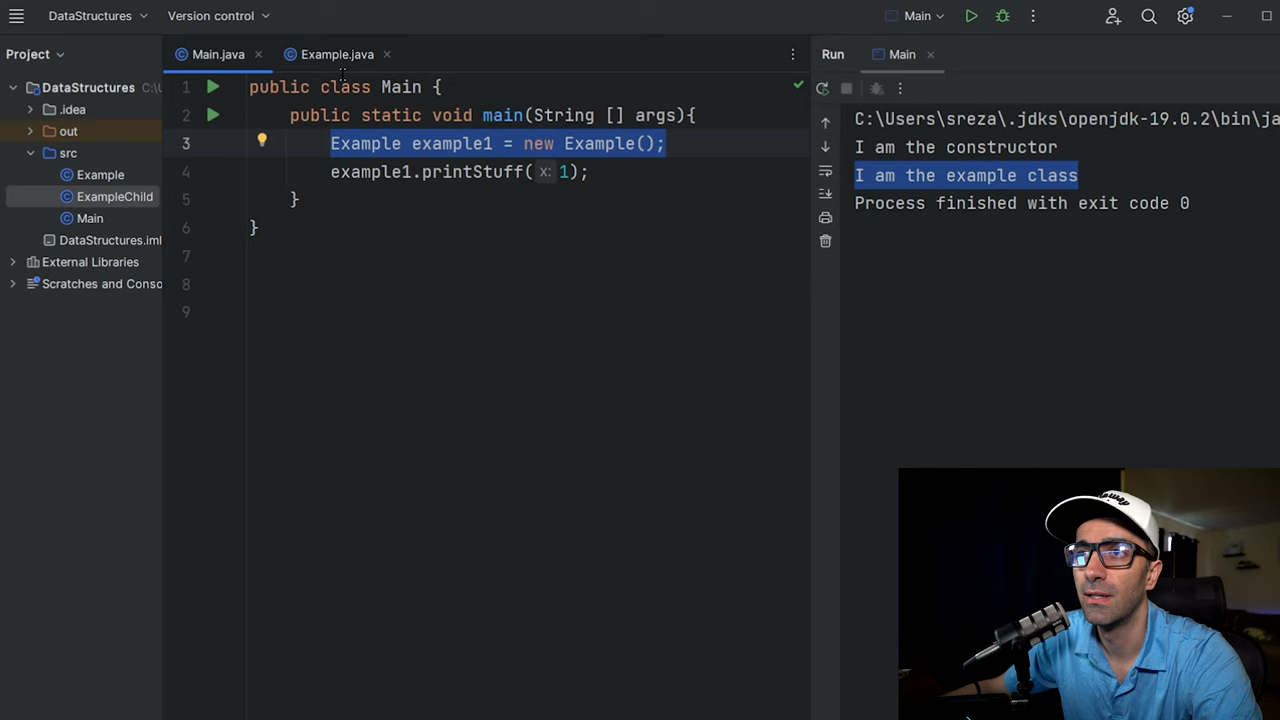 DataStructures
Version control
Main
Project
Main.java
Example.java
Run
Main
DataStructures C:\U
.idea
out
src
Example
ExampleChild
Main
DataStructures.iml
External Libraries
Scratches and Conso
1 public class Main {
2 public static void main(String [] args){
3 Example example1 = new Example();
4 example1.printStuff( x: 1);
5 }
6 }
7
8
9
C:\Users\sreza\.jdks\openjdk-19.0.2\bin\ja
I am the constructor
I am the example class
Process finished with exit code 0